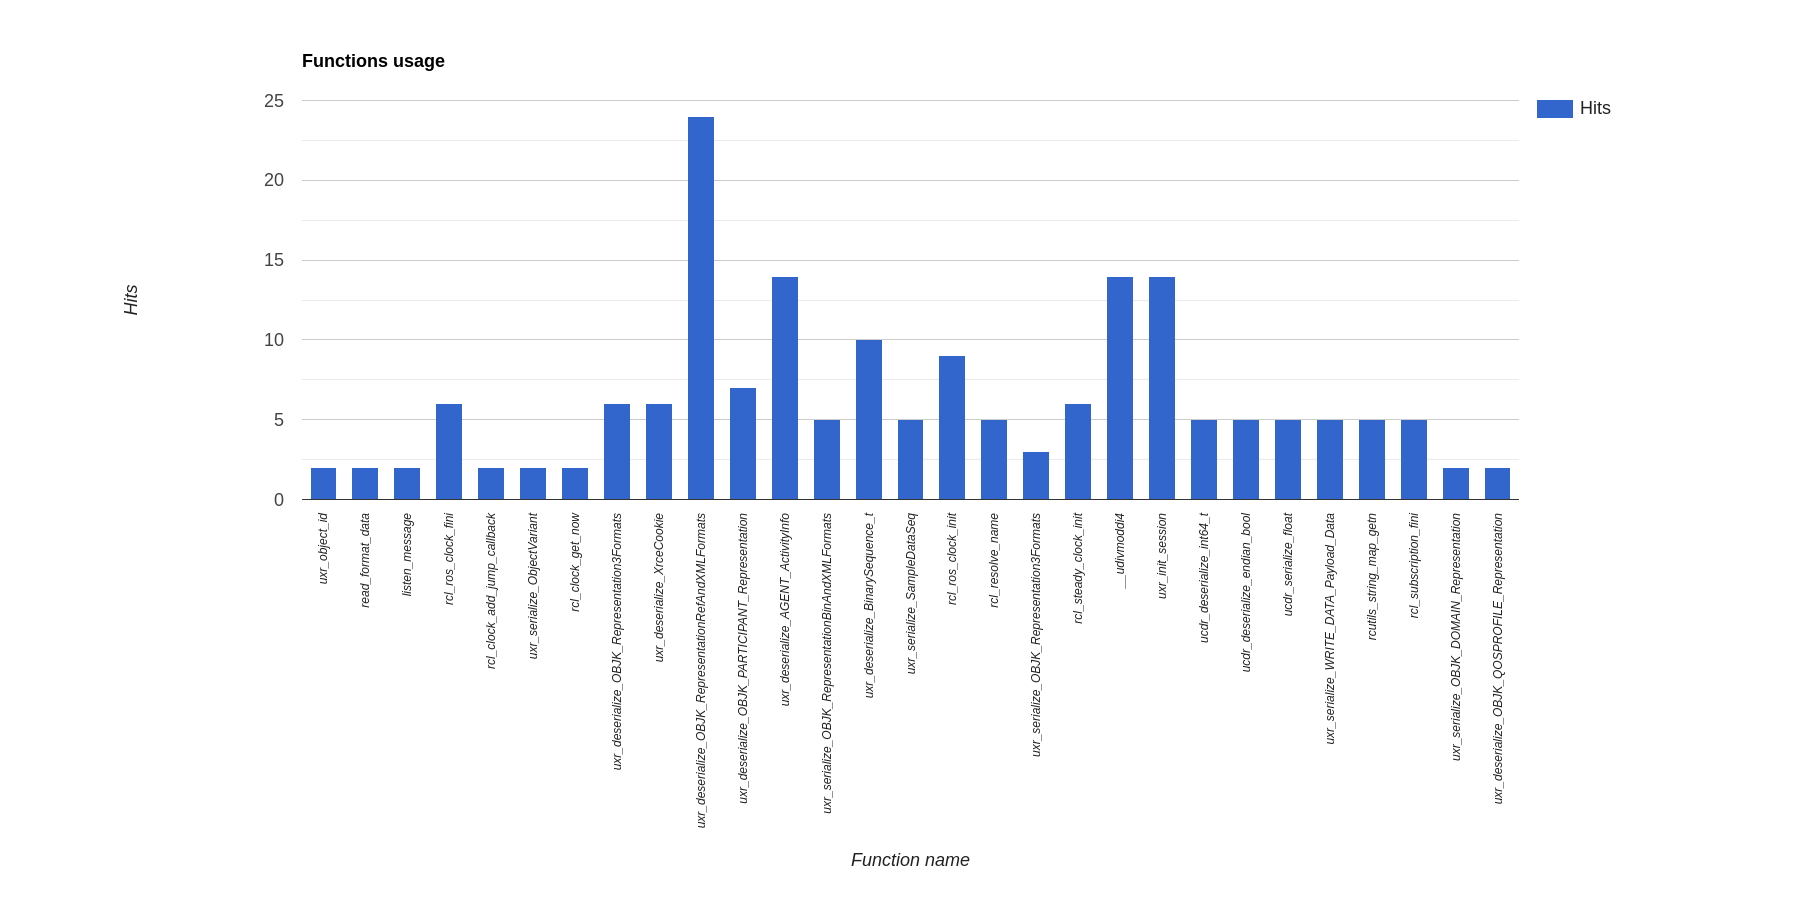 Functions usage
25
20
15
10
5
0
Hits
Hits
uxr_object_id
read_format_data
listen_message
rcl_ros_clock_fini
rcl_clock_add_jump_callback
uxr_serialize_ObjectVariant
rcl_clock_get_now
uxr_deserialize_OBJK_Representation3Formats
uxr_deserialize_XrceCookie
uxr_deserialize_OBJK_RepresentationRefAndXMLFormats
uxr_deserialize_OBJK_PARTICIPANT_Representation
uxr_deserialize_AGENT_ActivityInfo
uxr_serialize_OBJK_RepresentationBinAndXMLFormats
uxr_deserialize_BinarySequence_t
uxr_serialize_SampleDataSeq
rcl_ros_clock_init
rcl_resolve_name
uxr_serialize_OBJK_Representation3Formats
rcl_steady_clock_init
__udivmoddi4
uxr_init_session
ucdr_deserialize_int64_t
ucdr_deserialize_endian_bool
ucdr_serialize_float
uxr_serialize_WRITE_DATA_Payload_Data
rcutils_string_map_getn
rcl_subscription_fini
uxr_serialize_OBJK_DOMAIN_Representation
uxr_deserialize_OBJK_QOSPROFILE_Representation
Function name